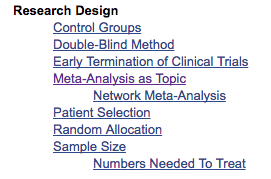 Research Design
Control Groups
Double-Blind Method
Early Termination of Clinical Trials
Meta-Analysis as Topic
Network Meta-Analysis
Patient Selection
Random Allocation
Sample Size
Numbers Needed To Treat